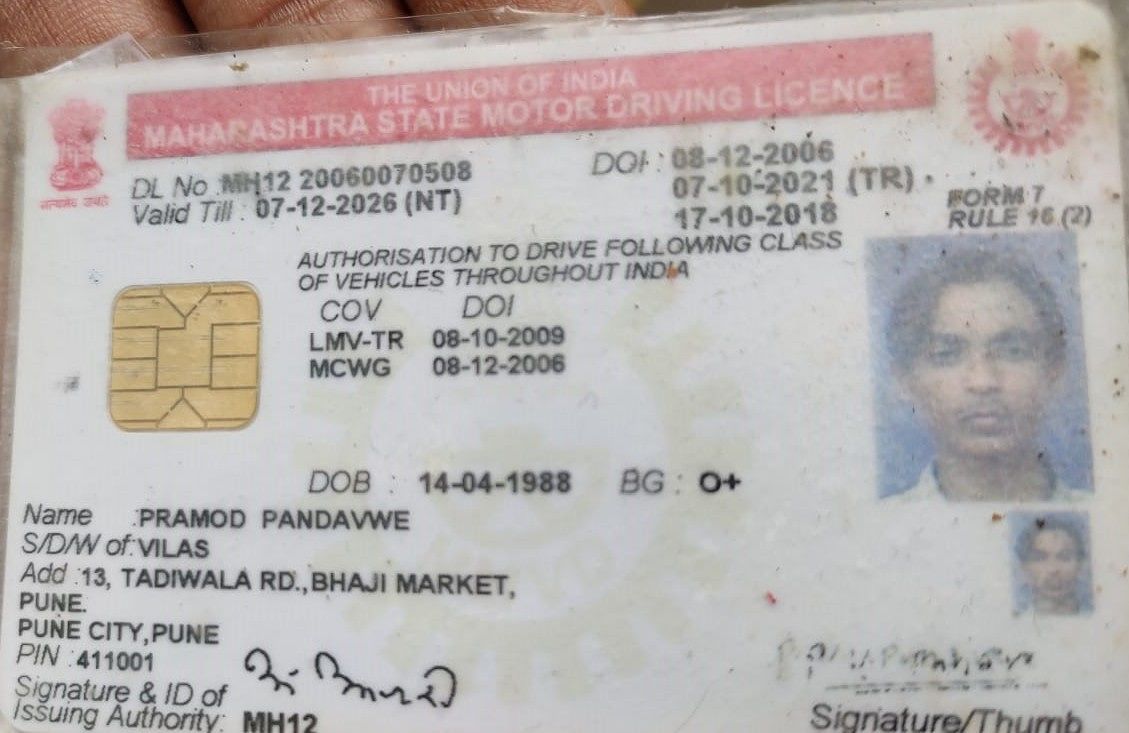 THE UNION OF INDIA
MAHARASHTRA STATE MOTOR DRIVING LICENCE
सत्यमेव जयते
DL No : MH12 20060070508 DOI : 08-12-2006
Valid Till : 07-12-2026 (NT) 07-10-2021 (TR)
17-10-2018
FORM 7
RULE 16 (2)
AUTHORISATION TO DRIVE FOLLOWING CLASS
OF VEHICLES THROUGHOUT INDIA
COV DOI
LMV-TR 08-10-2009
MCWG 08-12-2006
DOB : 14-04-1988 BG : O+
Name :PRAMOD PANDAVWE
S/D/W of:VILAS
Add :13, TADIWALA RD.,BHAJI MARKET,
PUNE.
PUNE CITY,PUNE
PIN :411001
Signature & ID of
Issuing Authority: MH12
Signature/Thumb